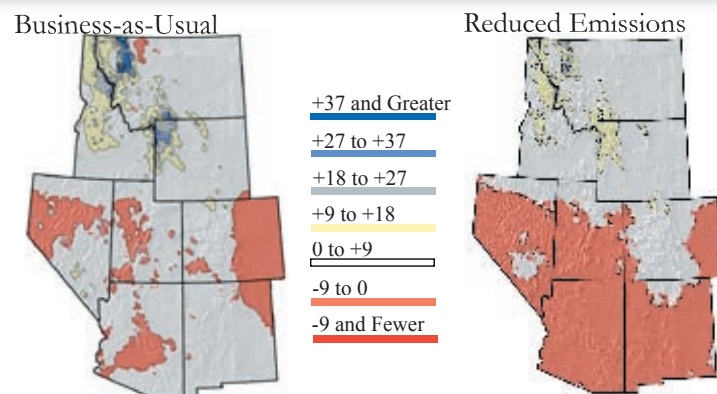 Business-as-Usual
Reduced Emissions
+37 and Greater
+27 to +37
+18 to +27
+9 to +18
0 to +9
-9 to 0
-9 and Fewer